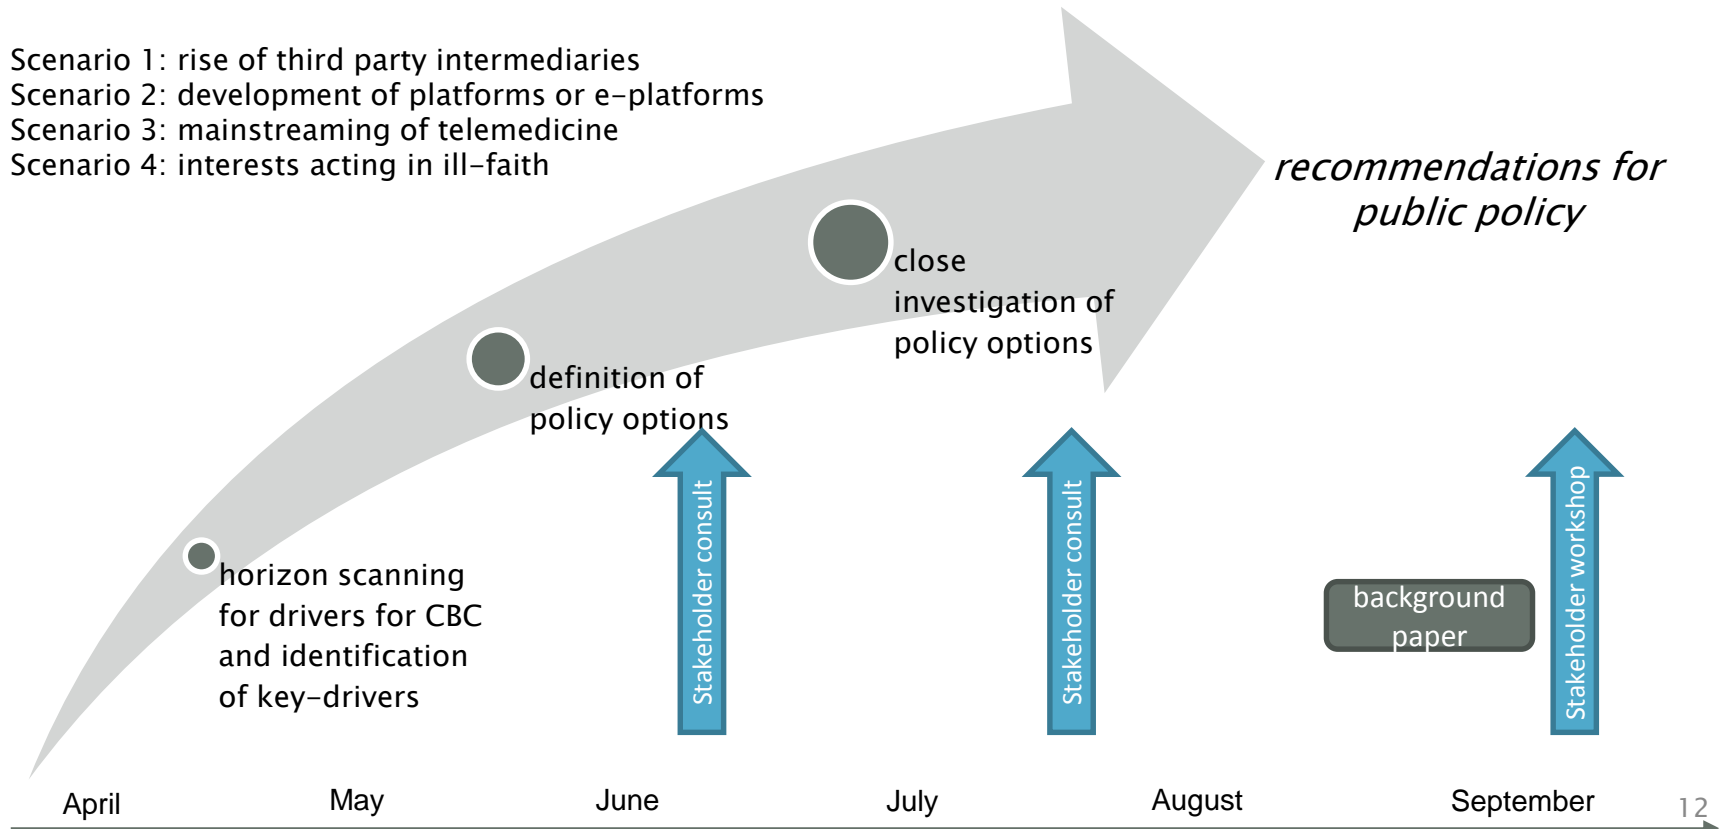 Scenario 1: rise of third party intermediaries
Scenario 2: development of platforms or e-platforms
Scenario 3: mainstreaming of telemedicine
Scenario 4: interests acting in ill-faith
recommendations for
public policy
close
investigation of
policy options
definition of
policy options
horizon scanning
for drivers for CBC
and identification
of key-drivers
Stakeholder consult
Stakeholder consult
background
paper
Stakeholder workshop
April
May
June
July
August
September
12